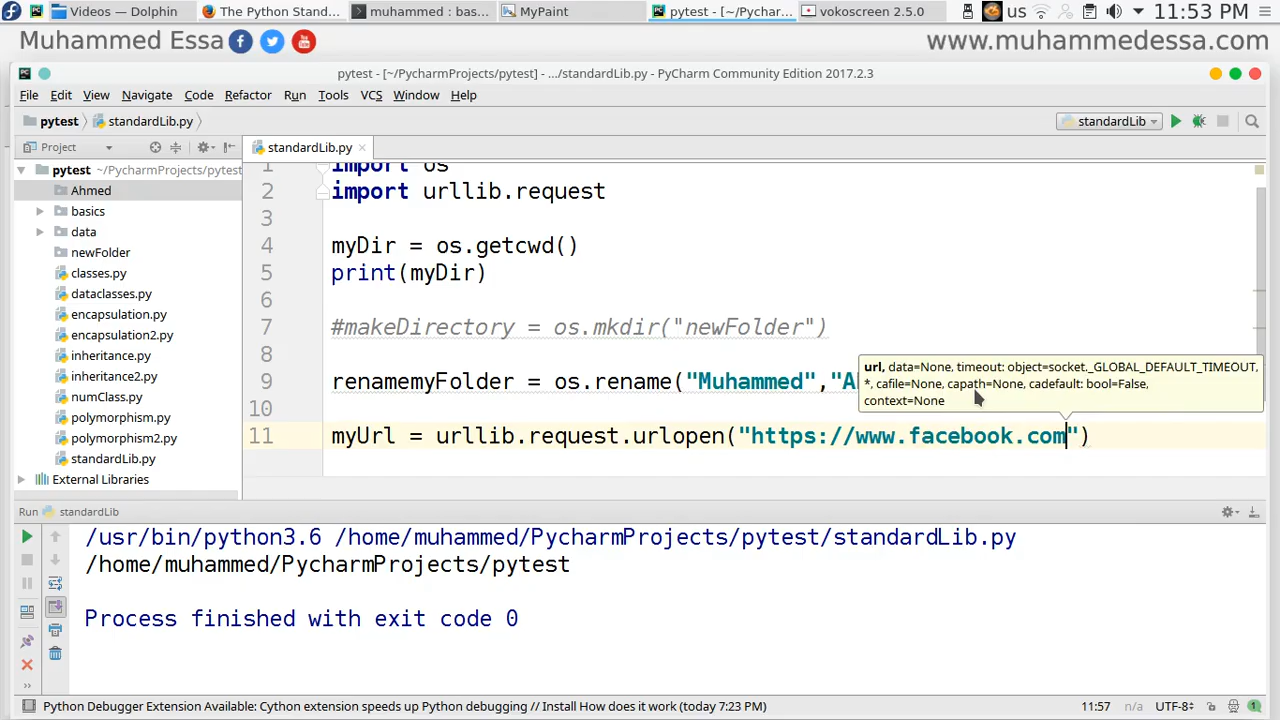 Videos — Dolphin
The Python Stand...
muhammed : bas...
MyPaint
pytest - [~/Pychar...
vokoscreen 2.5.0
us
11:53 PM
Muhammed Essa
www.muhammedessa.com
pytest - [~/PycharmProjects/pytest] - .../standardLib.py - PyCharm Community Edition 2017.2.3
File Edit View Navigate Code Refactor Run Tools VCS Window Help
pytest standardLib.py
standardLib
Project
standardLib.py
pytest ~/PycharmProjects/pytest
Ahmed
basics
data
newFolder
classes.py
dataclasses.py
encapsulation.py
encapsulation2.py
inheritance.py
inheritance2.py
numClass.py
polymorphism.py
polymorphism2.py
standardLib.py
External Libraries
1 import os
2 import urllib.request
3
4 myDir = os.getcwd()
5 print(myDir)
6
7 #makeDirectory = os.mkdir("newFolder")
8
9 renamemyFolder = os.rename("Muhammed","A
10
11 myUrl = urllib.request.urlopen("https://www.facebook.com")
url, data=None, timeout: object=socket._GLOBAL_DEFAULT_TIMEOUT,
*, cafile=None, capath=None, cadefault: bool=False,
context=None
Run standardLib
/usr/bin/python3.6 /home/muhammed/PycharmProjects/pytest/standardLib.py
/home/muhammed/PycharmProjects/pytest
Process finished with exit code 0
Python Debugger Extension Available: Cython extension speeds up Python debugging // Install How does it work (today 7:23 PM)
11:57 n/a UTF-8
1